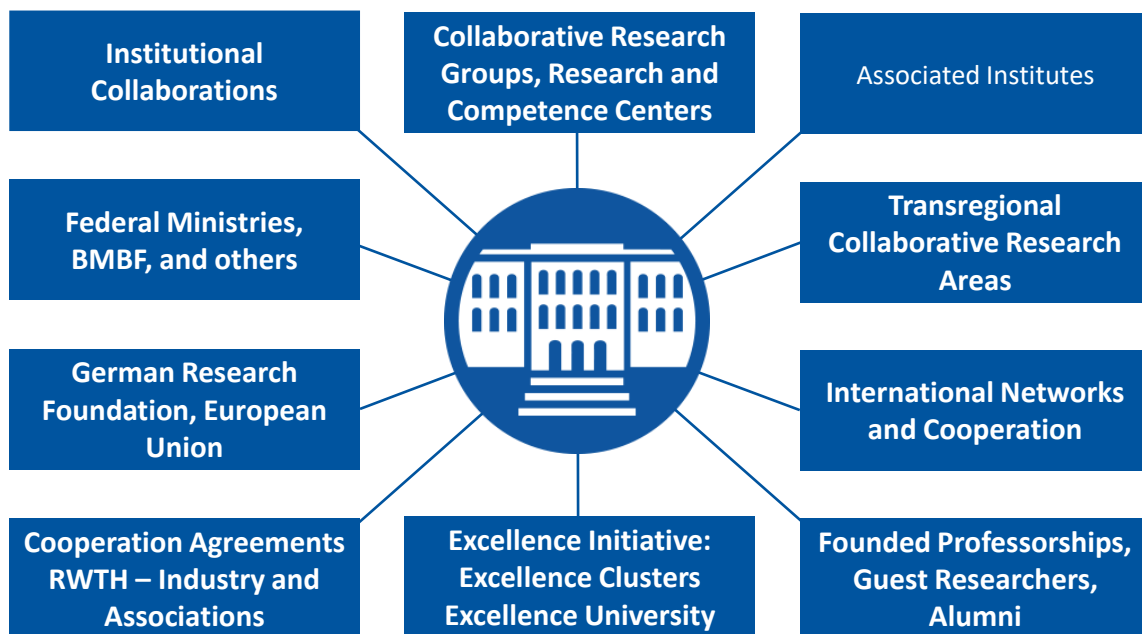 Institutional
Collaborations
Collaborative Research
Groups, Research and
Competence Centers
Associated Institutes
Federal Ministries,
BMBF, and others
Transregional
Collaborative Research
Areas
German Research
Foundation, European
Union
International Networks
and Cooperation
Cooperation Agreements
RWTH – Industry and
Associations
Excellence Initiative:
Excellence Clusters
Excellence University
Founded Professorships,
Guest Researchers,
Alumni